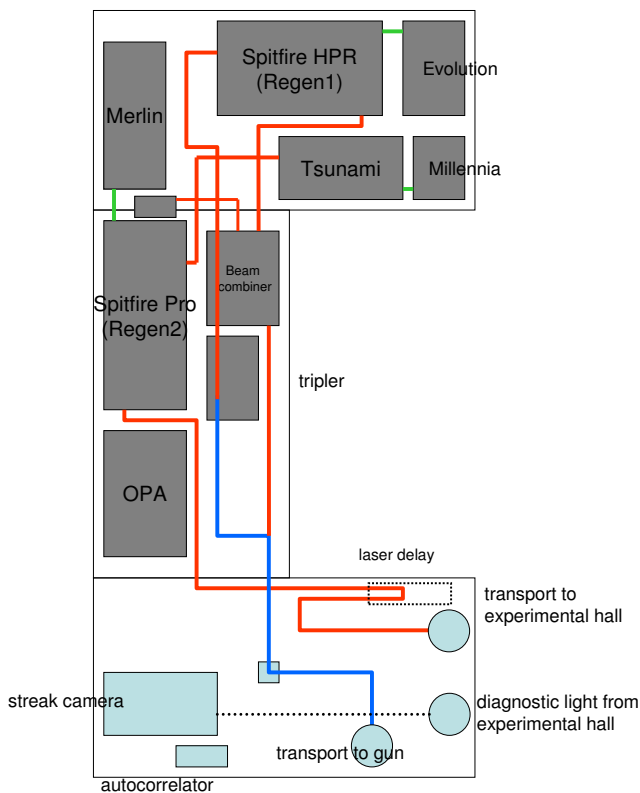 Spitfire HPR
(Regen1)
Evolution
Merlin
Tsunami
Millennia
Beam
combiner
Spitfire Pro
(Regen2)
tripler
OPA
laser delay
transport to
experimental hall
streak camera
diagnostic light from
experimental hall
transport to gun
autocorrelator